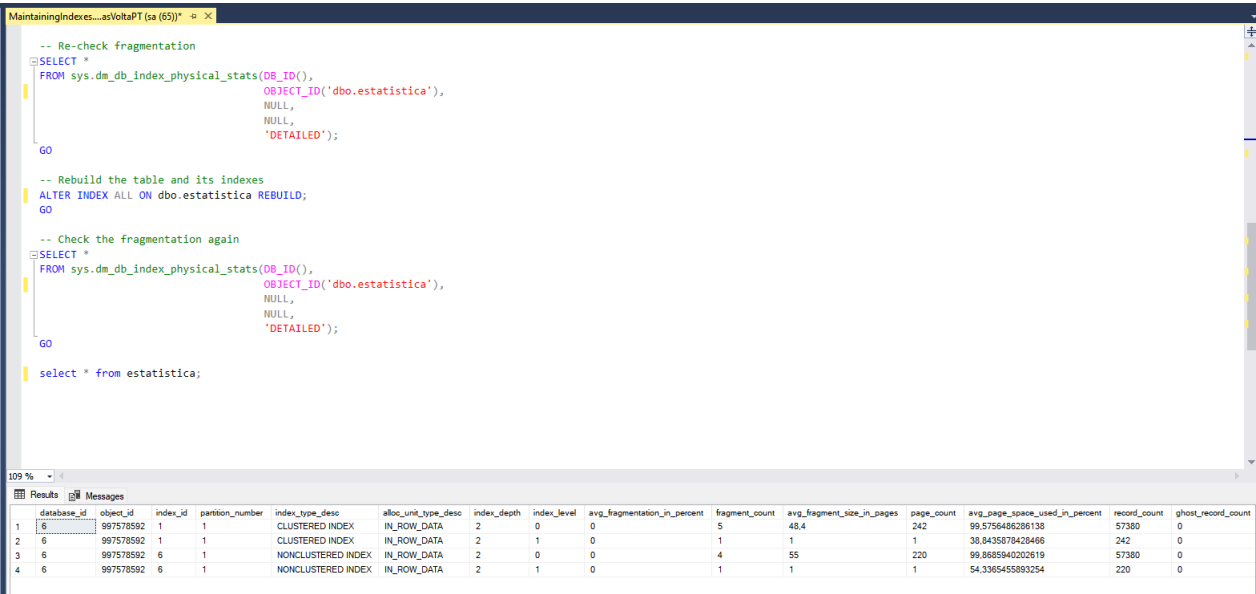 MaintainingIndexes....asVoltaPT (sa (65))*
-- Re-check fragmentation
SELECT *
FROM sys.dm_db_index_physical_stats(DB_ID(),
OBJECT_ID('dbo.estatistica'),
NULL,
NULL,
'DETAILED');
GO
-- Rebuild the table and its indexes
ALTER INDEX ALL ON dbo.estatistica REBUILD;
GO
-- Check the fragmentation again
SELECT *
FROM sys.dm_db_index_physical_stats(DB_ID(),
OBJECT_ID('dbo.estatistica'),
NULL,
NULL,
'DETAILED');
GO
select * from estatistica;
109 %
Results Messages
database_id object_id index_id partition_number index_type_desc alloc_unit_type_desc index_depth index_level avg_fragmentation_in_percent fragment_count avg_fragment_size_in_pages page_count avg_page_space_used_in_percent record_count ghost_record_count
1 6 997578592 1 1 CLUSTERED INDEX IN_ROW_DATA 2 0 0 5 48,4 242 99,5756486286138 57380 0
2 6 997578592 1 1 CLUSTERED INDEX IN_ROW_DATA 2 1 0 1 1 1 38,8435878428466 242 0
3 6 997578592 6 1 NONCLUSTERED INDEX IN_ROW_DATA 2 0 0 4 55 220 99,8685940202619 57380 0
4 6 997578592 6 1 NONCLUSTERED INDEX IN_ROW_DATA 2 1 0 1 1 1 54,3365455893254 220 0